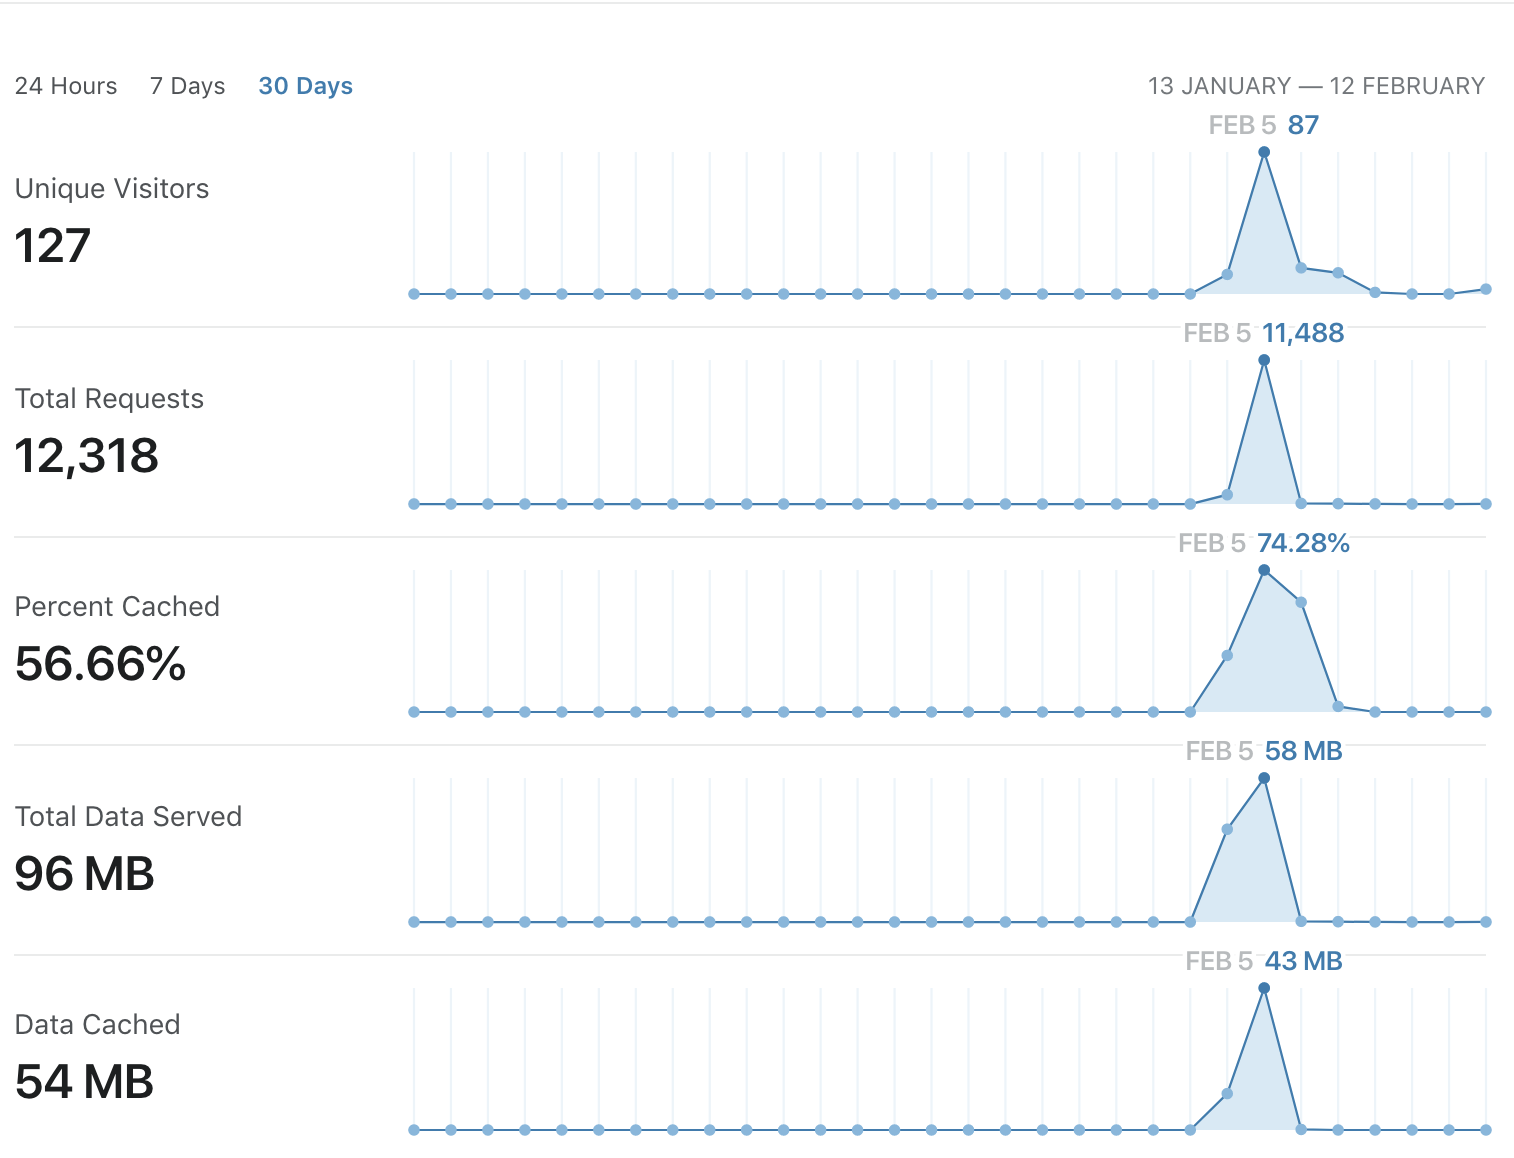 24 Hours 7 Days 30 Days 13 JANUARY — 12 FEBRUARY
FEB 5 87
Unique Visitors
127
FEB 5 11,488
Total Requests
12,318
FEB 5 74.28%
Percent Cached
56.66%
FEB 5 58 MB
Total Data Served
96 MB
FEB 5 43 MB
Data Cached
54 MB